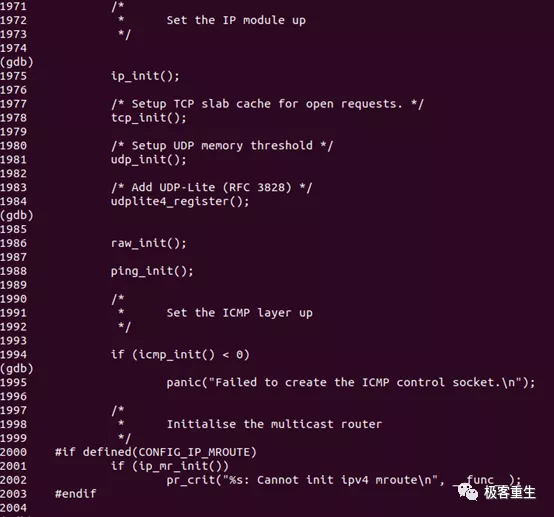 1971            /*
1972             *      Set the IP module up
1973             */
1974
(gdb)
1975            ip_init();
1976
1977            /* Setup TCP slab cache for open requests. */
1978            tcp_init();
1979
1980            /* Setup UDP memory threshold */
1981            udp_init();
1982
1983            /* Add UDP-Lite (RFC 3828) */
1984            udplite4_register();
(gdb)
1985
1986            raw_init();
1987
1988            ping_init();
1989
1990            /*
1991             *      Set the ICMP layer up
1992             */
1993
1994            if (icmp_init() < 0)
(gdb)
1995                    panic("Failed to create the ICMP control socket.\n");
1996
1997            /*
1998             *      Initialise the multicast router
1999             */
2000    #if defined(CONFIG_IP_MROUTE)
2001            if (ip_mr_init())
2002                    pr_crit("%s: Cannot init ipv4 mroute\n", __func__);
2003    #endif
2004
极客重生